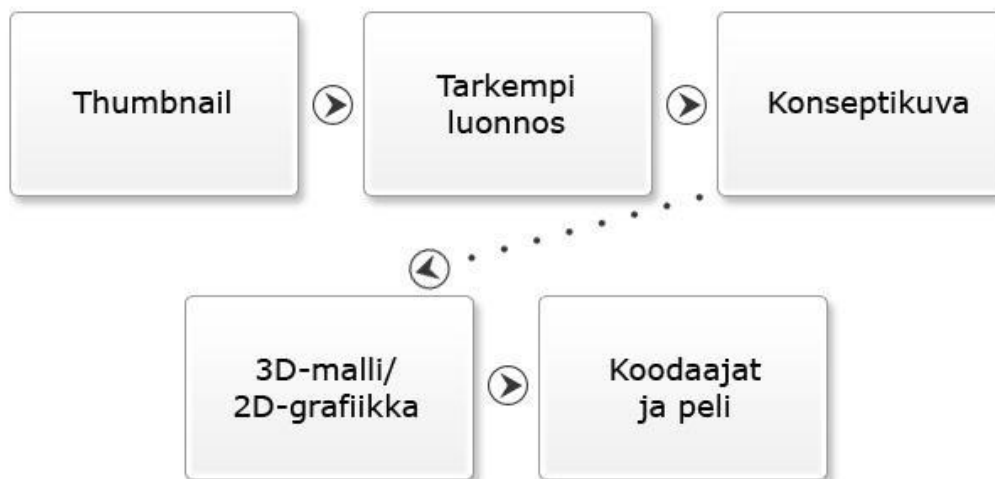 Thumbnail
Tarkempi
luonnos
Konseptikuva
3D-malli/
2D-grafiikka
Koodaajat
ja peli